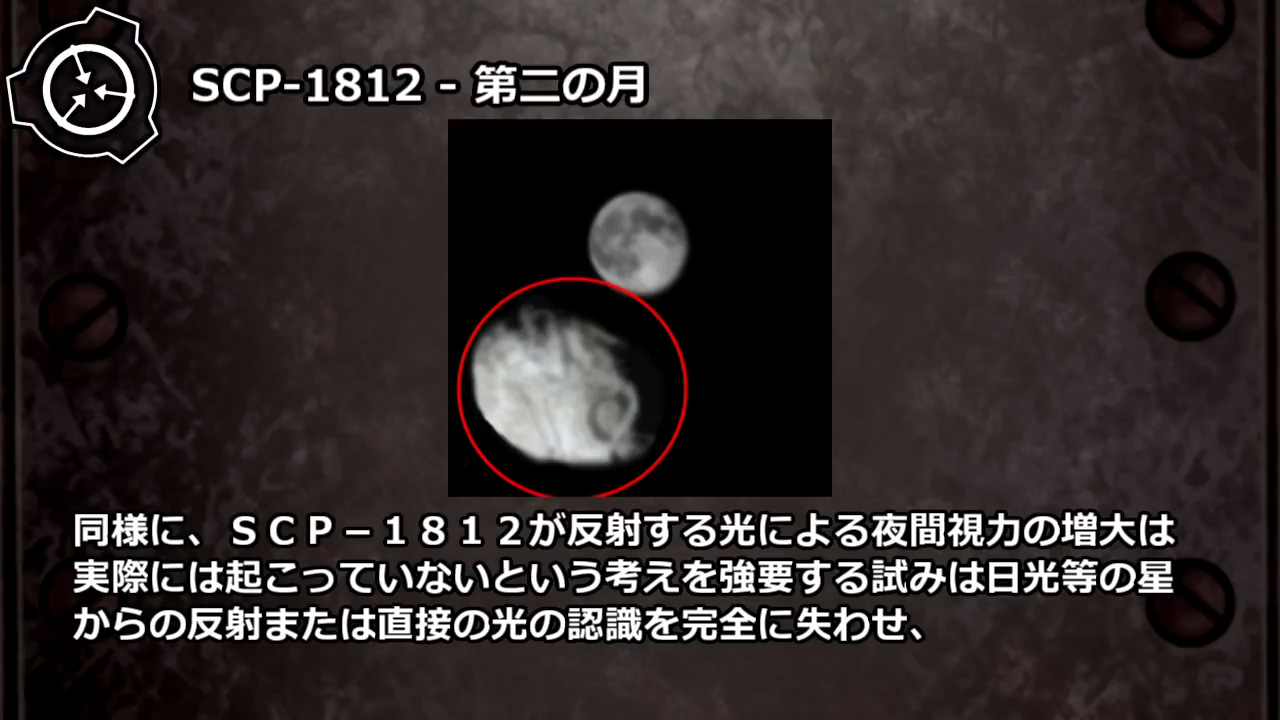 SCP-1812 - 第二の月
同様に、ＳＣＰ－１８１２が反射する光による夜間視力の増大は
実際には起こっていないという考えを強要する試みは日光等の星
からの反射または直接の光の認識を完全に失わせ、